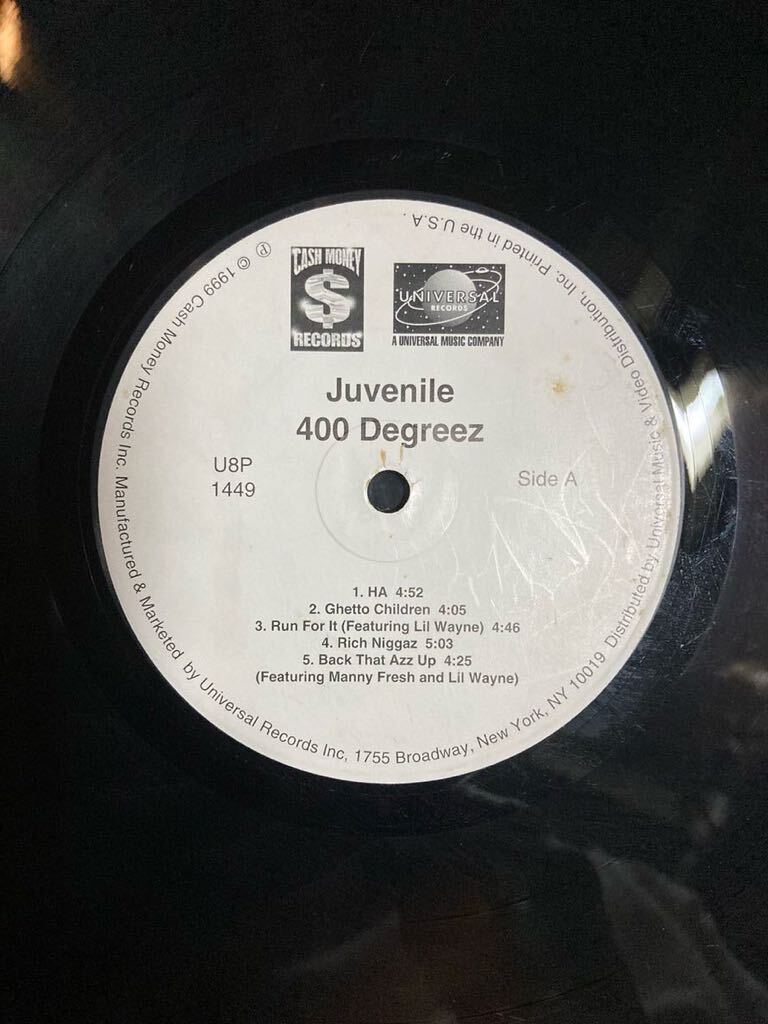 CASH MONEY
$
RECORDS
UNIVERSAL
RECORDS
A UNIVERSAL MUSIC COMPANY
Juvenile
400 Degreez
U8P
1449
Side A
1. HA 4:52
2. Ghetto Children 4:05
3. Run For It (Featuring Lil Wayne) 4:46
4. Rich Niggaz 5:03
5. Back That Azz Up 4:25
(Featuring Manny Fresh and Lil Wayne)
℗ © 1999 Cash Money Records Inc. Manufactured & Marketed by Universal Records Inc, 1755 Broadway, New York, NY 10019 Distributed by Universal Music & Video Distribution, Inc. Printed in the U.S.A.